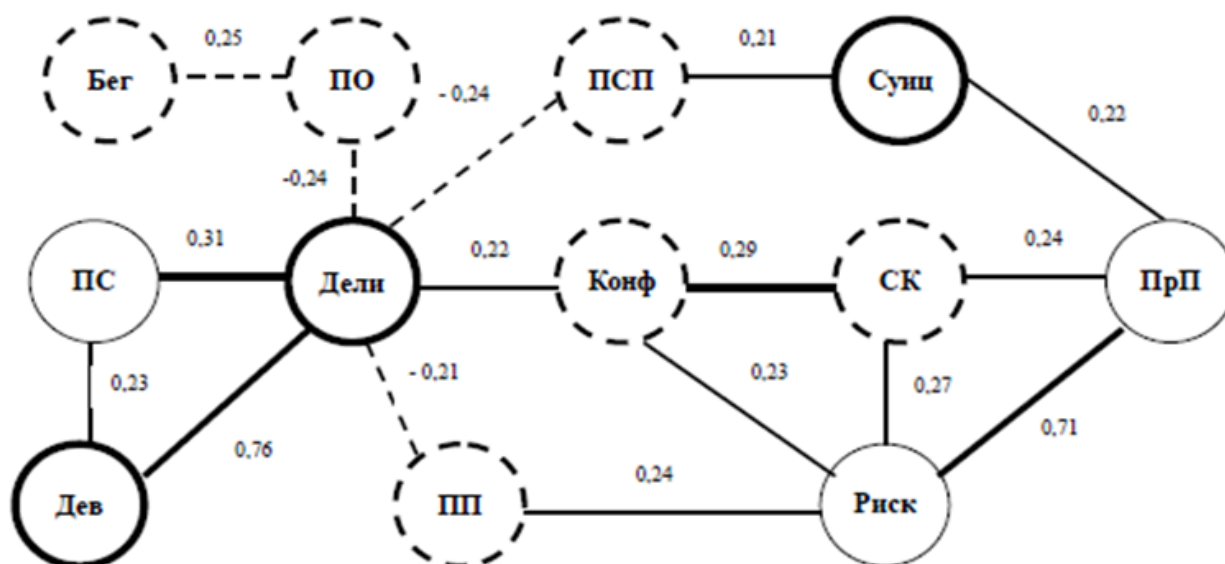 0,25
0,21
Бег
ПО
ПСП
Суиц
- 0,24
0,22
-0,24
0,31
0,22
0,29
0,24
ПС
Дели
Конф
СК
ПрП
0,23
- 0,21
0,23
0,27
0,76
0,71
0,24
Дев
ПП
Риск